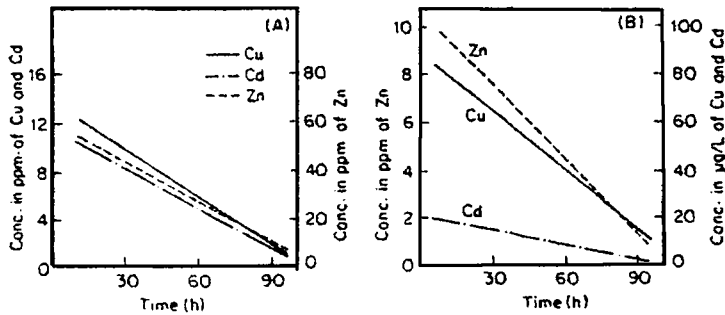 (A)
Conc. in ppm. of Cu and Cd
16
12
8
4
0
Cu
Cd
Zn
80
60
40
20
0
Conc. in ppm of Zn
30
60
90
Time (h)
(B)
Conc. in ppm of Zn
10
8
6
4
2
0
Zn
Cu
Cd
100
80
60
40
20
0
Conc. in µg/L of Cu and Cd
30
60
90
Time (h)